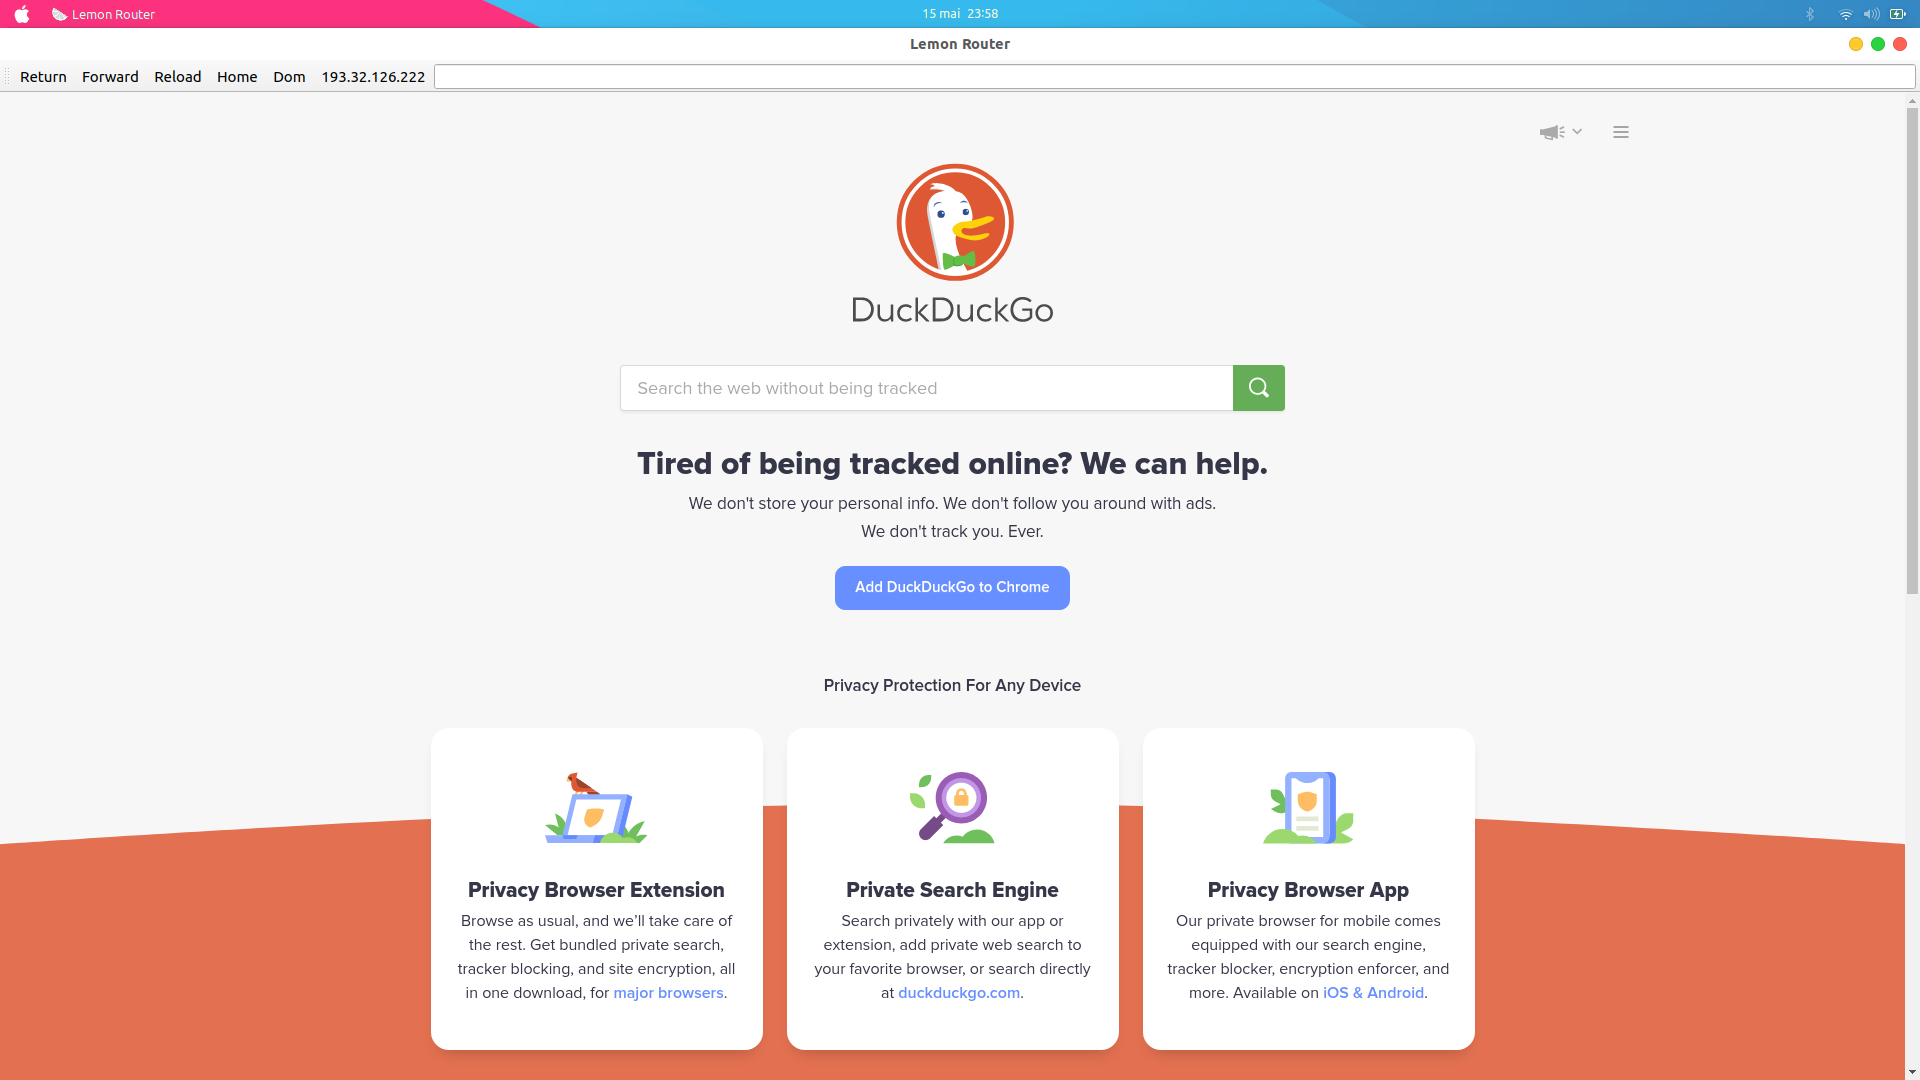 Lemon Router
15 mai 23:58
Lemon Router
Return Forward Reload Home Dom 193.32.126.222
DuckDuckGo
Search the web without being tracked
Tired of being tracked online? We can help.
We don't store your personal info. We don't follow you around with ads.
We don't track you. Ever.
Add DuckDuckGo to Chrome
Privacy Protection For Any Device
Privacy Browser Extension
Browse as usual, and we’ll take care of
the rest. Get bundled private search,
tracker blocking, and site encryption, all
in one download, for major browsers.
Private Search Engine
Search privately with our app or
extension, add private web search to
your favorite browser, or search directly
at duckduckgo.com.
Privacy Browser App
Our private browser for mobile comes
equipped with our search engine,
tracker blocker, encryption enforcer, and
more. Available on iOS & Android.